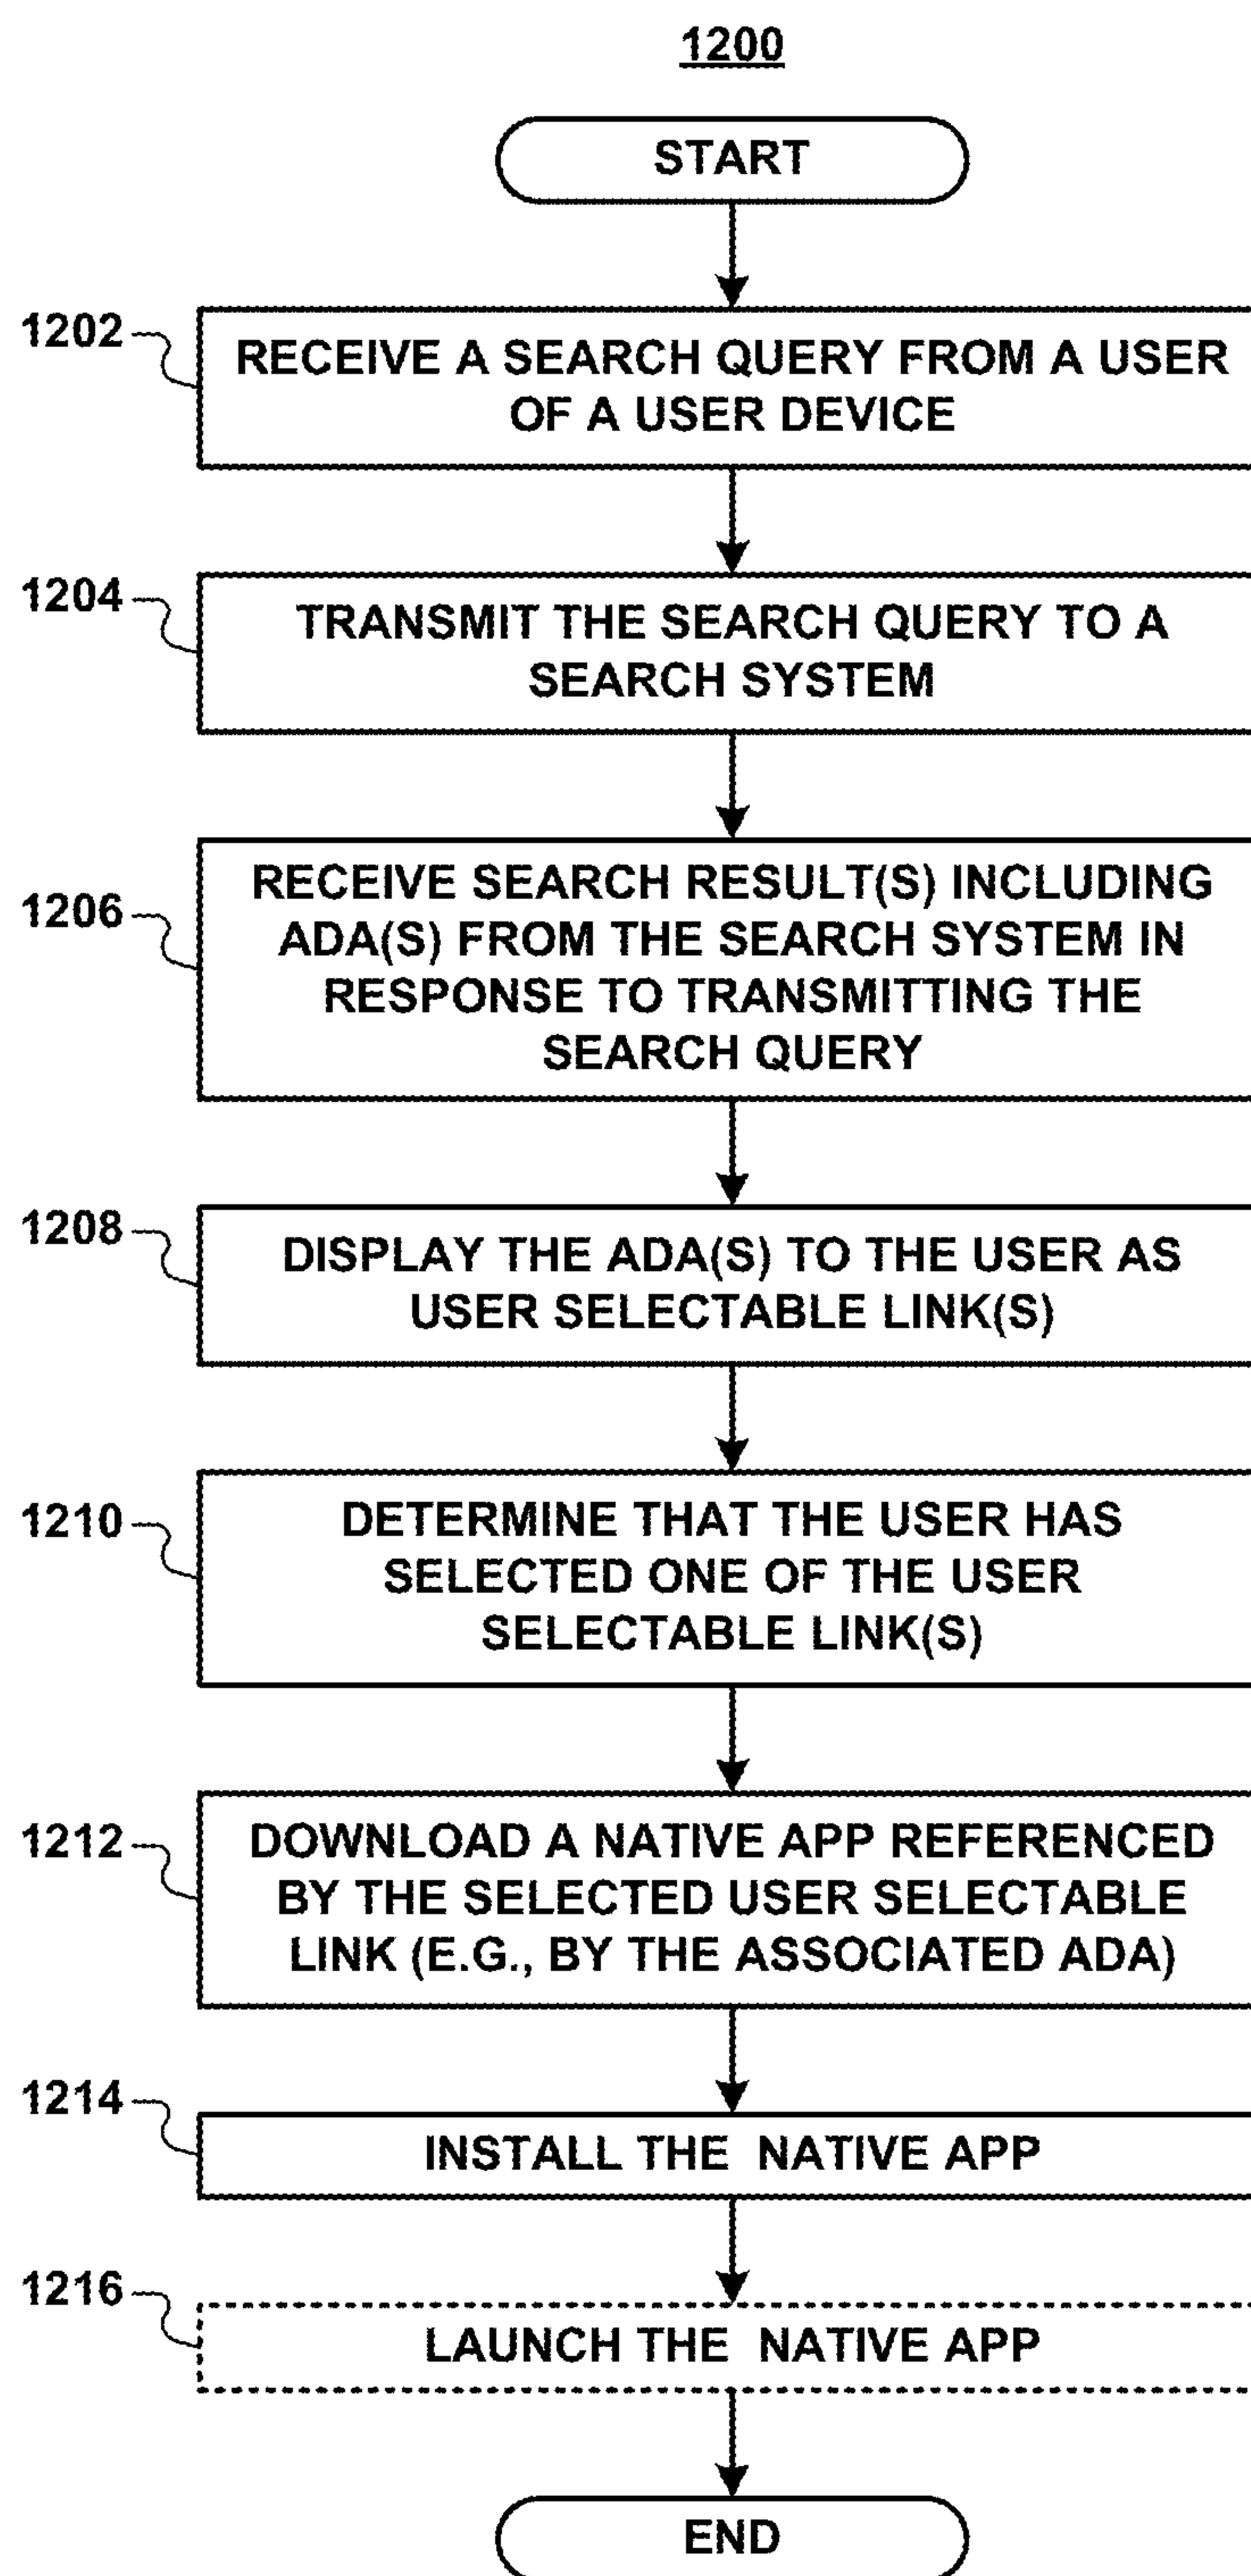 1200
START
1202
RECEIVE A SEARCH QUERY FROM A USER
OF A USER DEVICE
1204
TRANSMIT THE SEARCH QUERY TO A
SEARCH SYSTEM
1206
RECEIVE SEARCH RESULT(S) INCLUDING
ADA(S) FROM THE SEARCH SYSTEM IN
RESPONSE TO TRANSMITTING THE
SEARCH QUERY
1208
DISPLAY THE ADA(S) TO THE USER AS
USER SELECTABLE LINK(S)
1210
DETERMINE THAT THE USER HAS
SELECTED ONE OF THE USER
SELECTABLE LINK(S)
1212
DOWNLOAD A NATIVE APP REFERENCED
BY THE SELECTED USER SELECTABLE
LINK (E.G., BY THE ASSOCIATED ADA)
1214
INSTALL THE NATIVE APP
1216
LAUNCH THE NATIVE APP
END